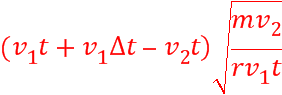 (v₁t + v₁Δt – v₂t) √(mv₂/rv₁t)